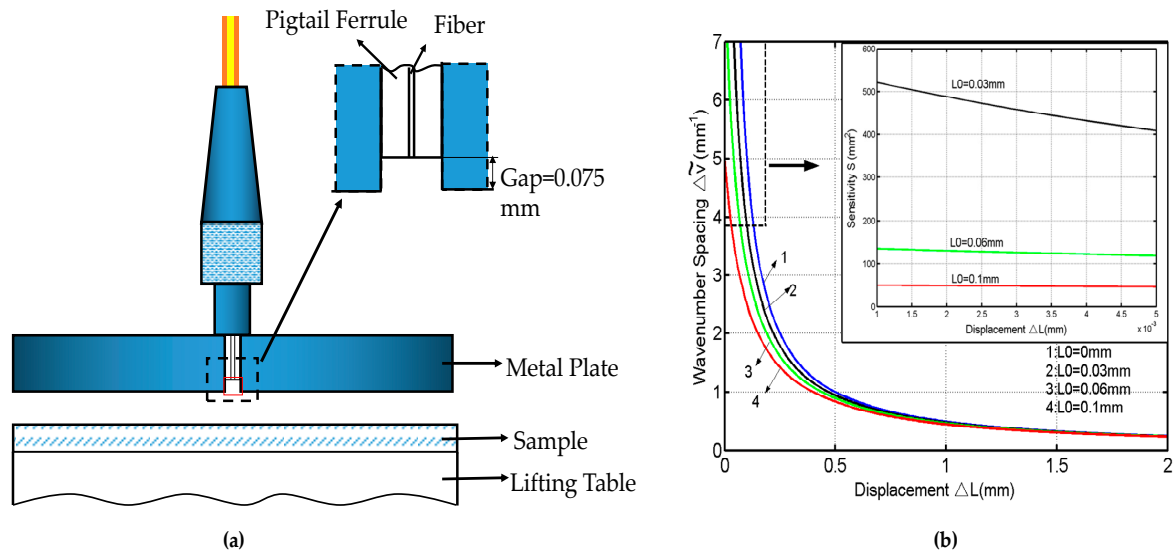 Pigtail Ferrule
Fiber
Gap=0.075
mm
Metal Plate
Sample
Lifting Table
(a)
Wavenumber Spacing △ṽ (mm⁻¹)
7
6
5
4
3
2
1
0
0
0.5
1
1.5
2
Displacement △L(mm)
1
2
3
4
1:L0=0mm
2:L0=0.03mm
3:L0=0.06mm
4:L0=0.1mm
Sensitivity S (mm²)
600
500
400
300
200
100
0
L0=0.03mm
L0=0.06mm
L0=0.1mm
1
1.5
2
2.5
3
3.5
4
4.5
5
Displacement △L(mm)
× 10⁻³
(b)